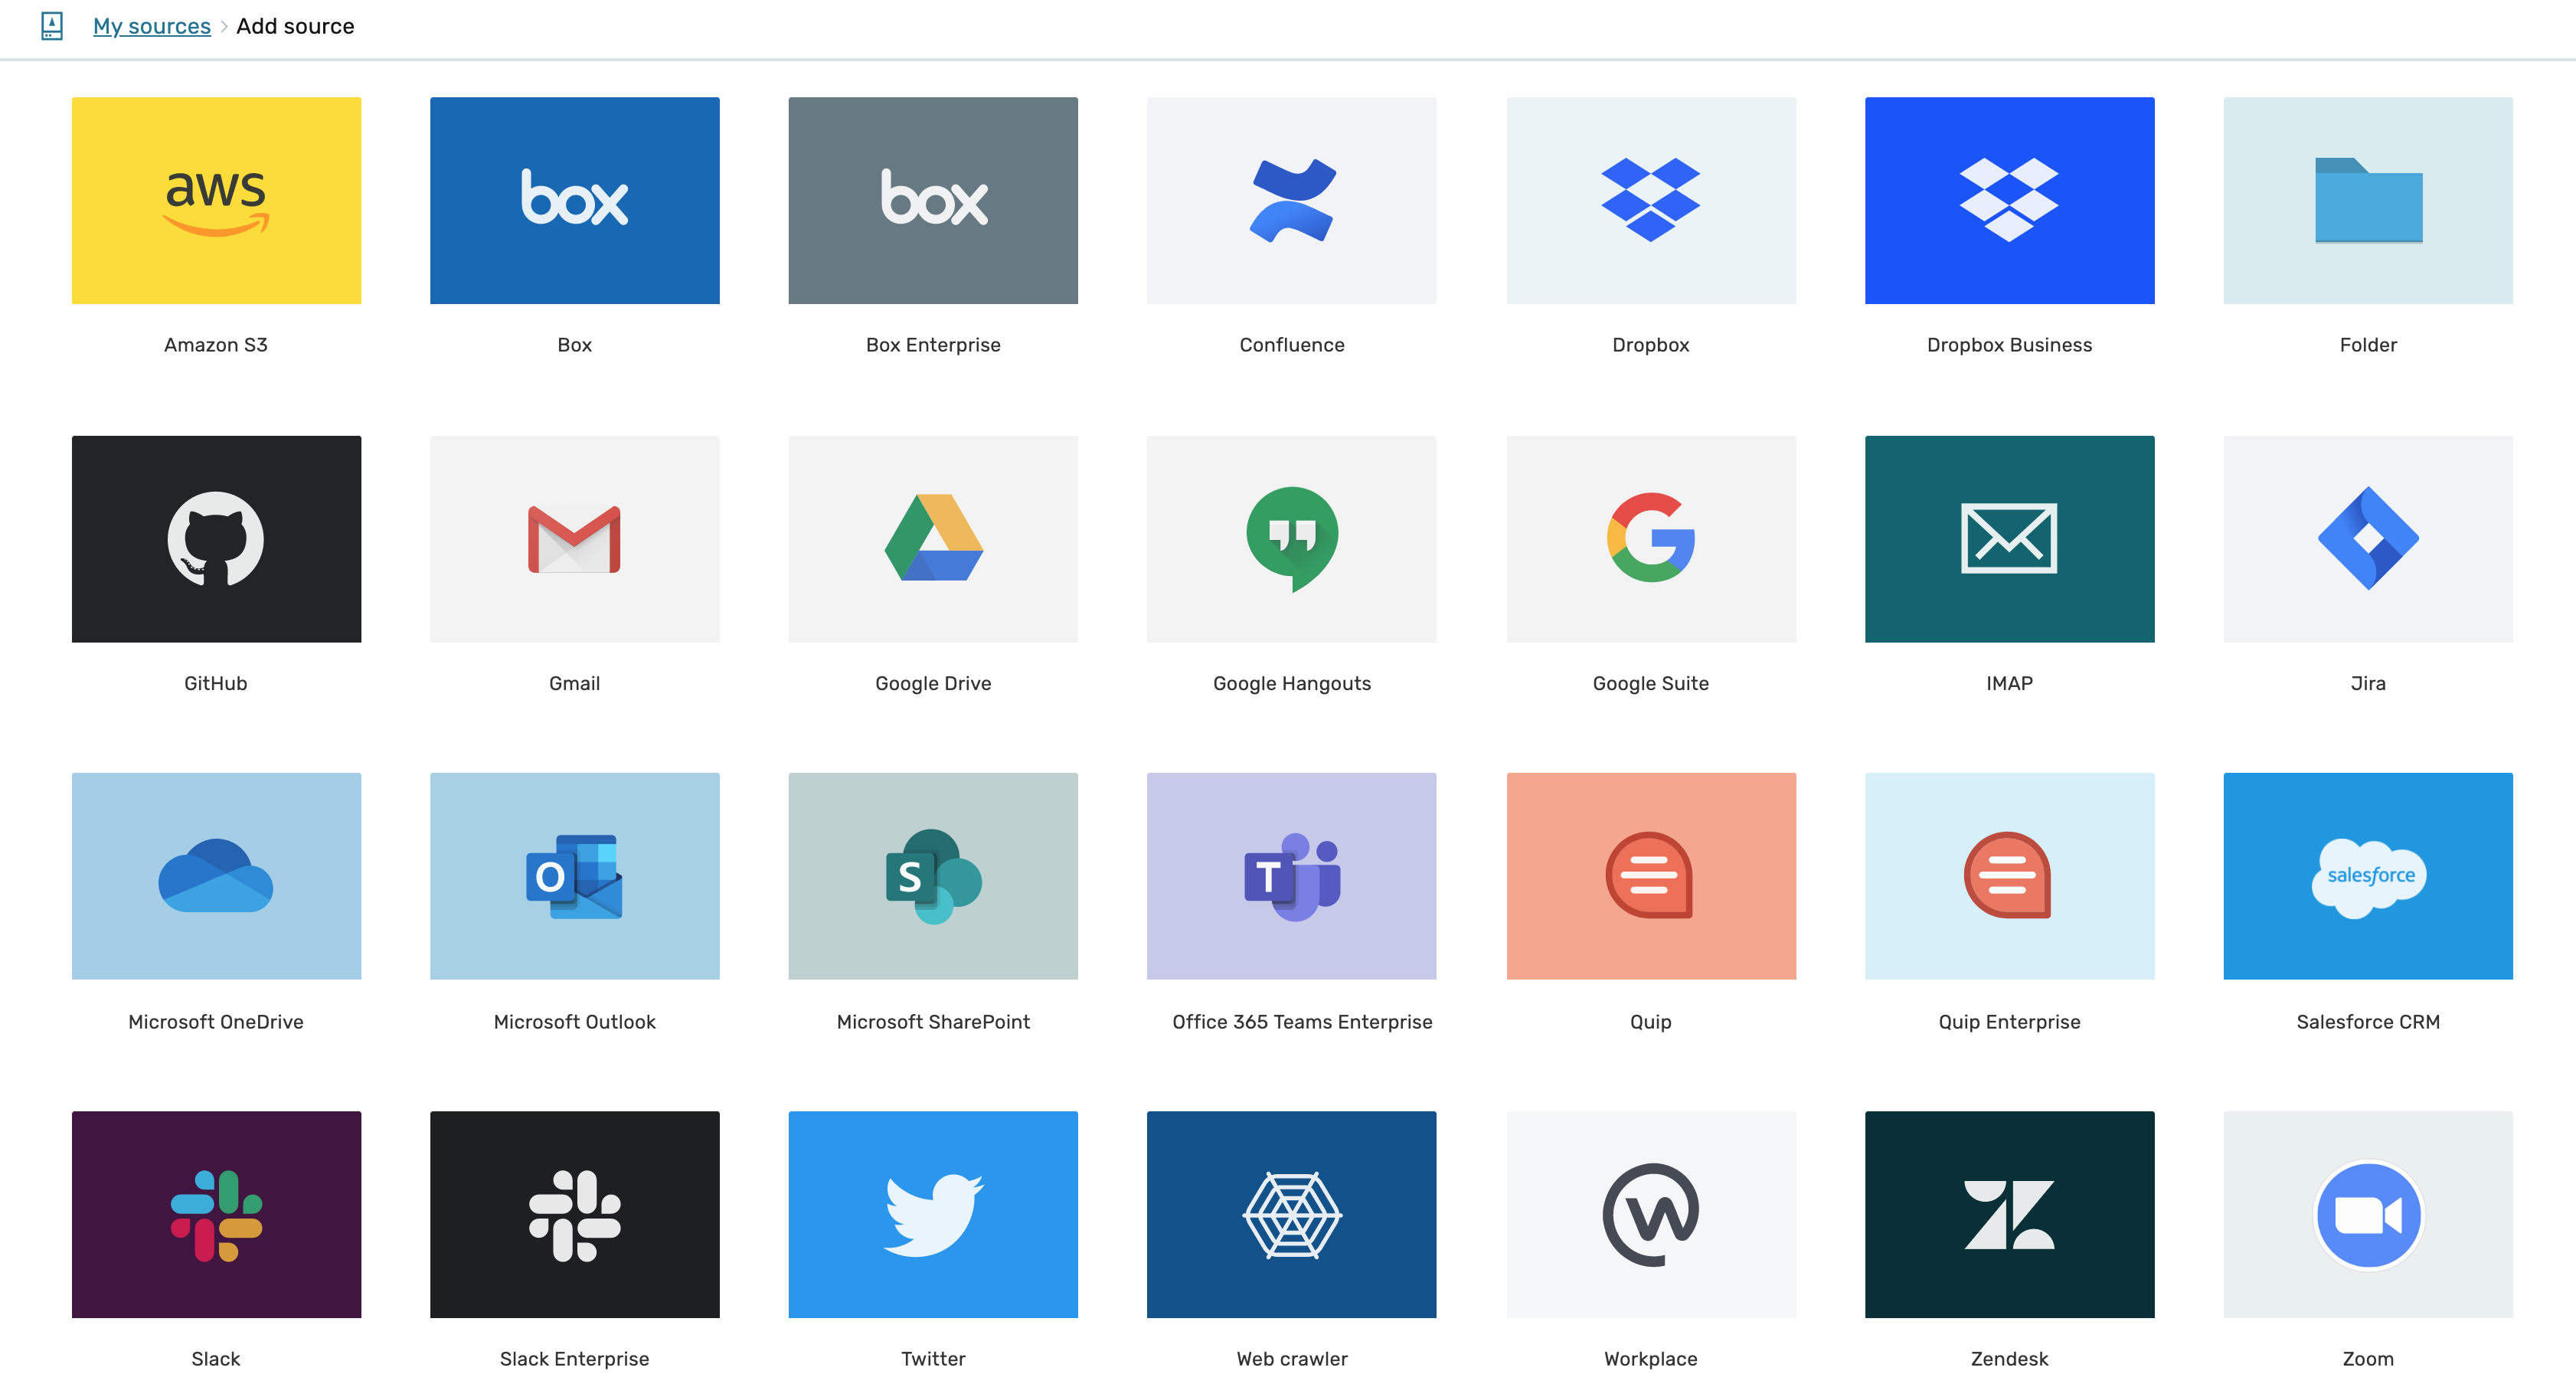 My sources > Add source
aws
box
box
Amazon S3
Box
Box Enterprise
Confluence
Dropbox
Dropbox Business
Folder
GitHub
Gmail
Google Drive
Google Hangouts
Google Suite
IMAP
Jira
O
S
T
salesforce
Microsoft OneDrive
Microsoft Outlook
Microsoft SharePoint
Office 365 Teams Enterprise
Quip
Quip Enterprise
Salesforce CRM
Slack
Slack Enterprise
Twitter
Web crawler
Workplace
Zendesk
Zoom